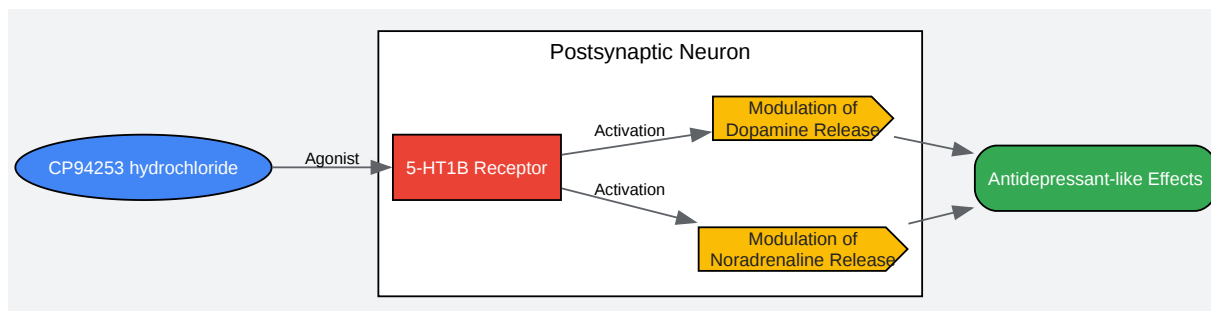 Postsynaptic Neuron
CP94253 hydrochloride
Agonist
5-HT1B Receptor
Activation
Modulation of
Dopamine Release
Activation
Modulation of
Noradrenaline Release
Antidepressant-like Effects